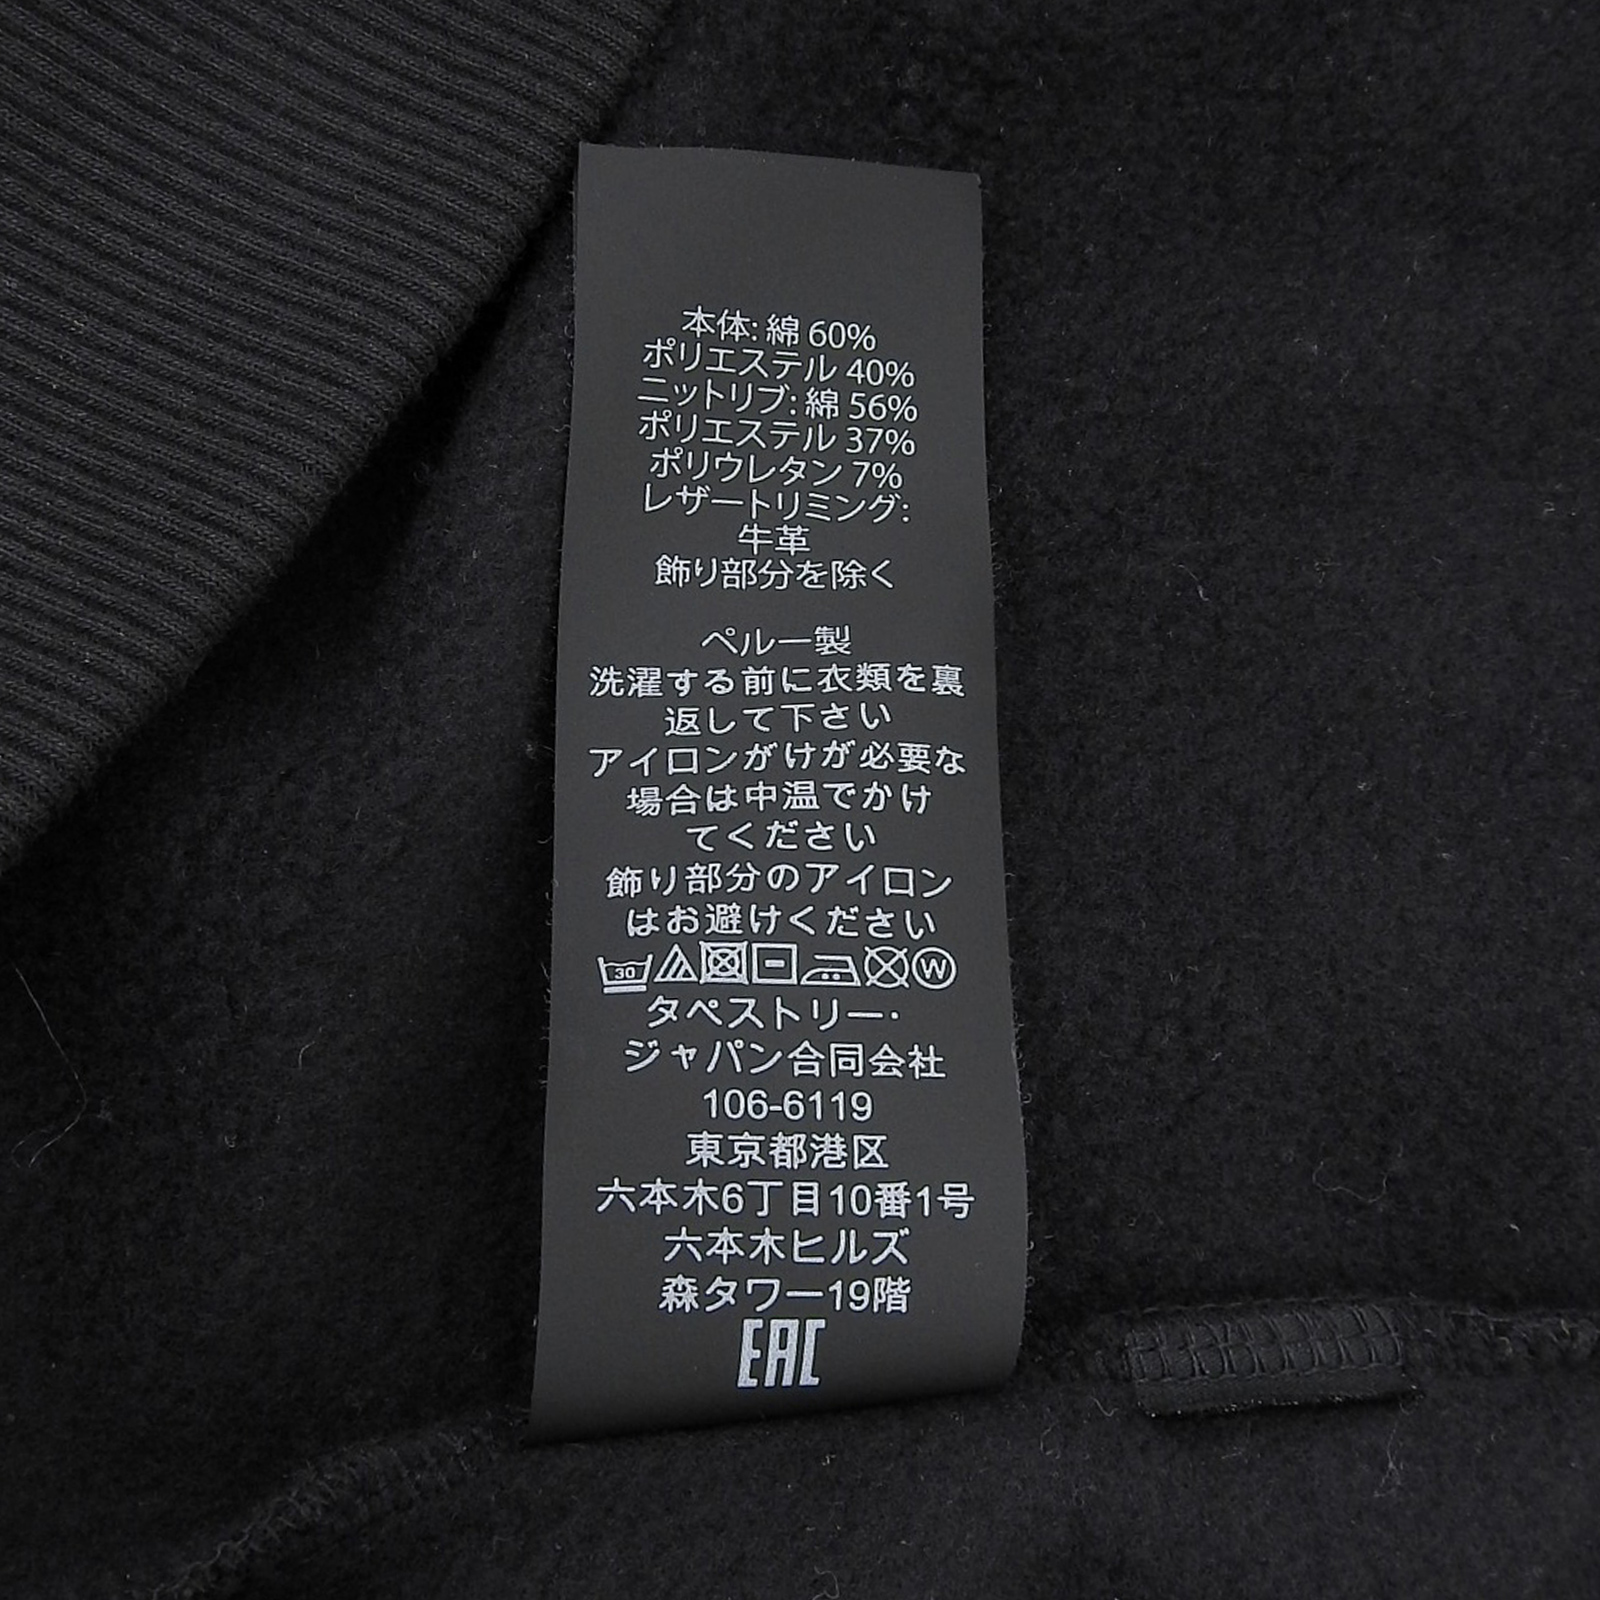 本体: 綿 60%
ポリエステル 40%
ニットリブ: 綿 56%
ポリエステル 37%
ポリウレタン 7%
レザートリミング:
牛革
飾り部分を除く
ペルー製
洗濯する前に衣類を裏
返して下さい
アイロンがけが必要な
場合は中温でかけ
てください
飾り部分のアイロン
はお避けください
30 W
タペストリー・
ジャパン合同会社
106-6119
東京都港区
六本木6丁目10番1号
六本木ヒルズ
森タワー19階
EAC